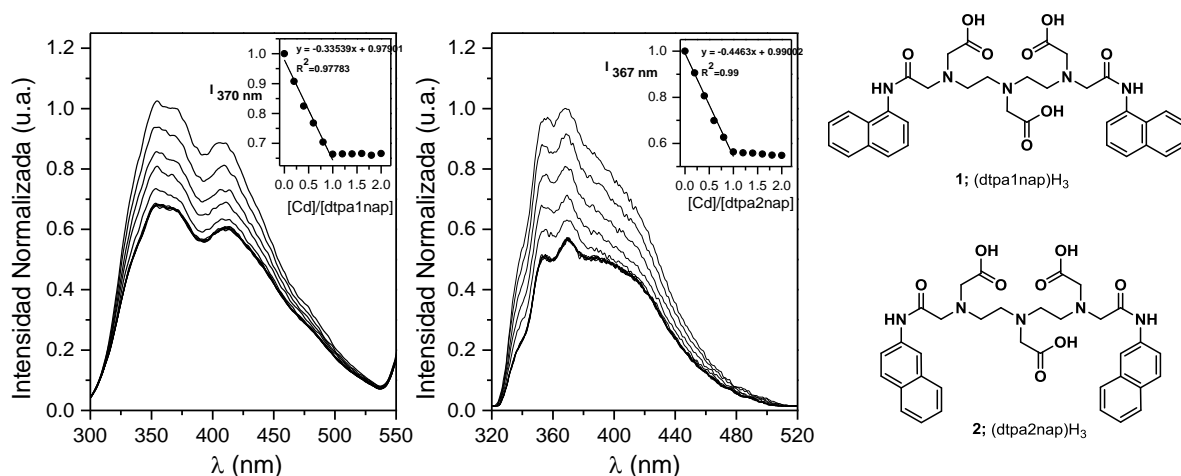 Intensidad Normalizada (u.a.)
1.2
1.0
0.8
0.6
0.4
0.2
0.0
300 350 400 450 500 550
λ (nm)
y = -0.33539x + 0.97901
R2=0.97783
I 370 nm
1.0
0.9
0.8
0.7
0.0 0.5 1.0 1.5 2.0
[Cd]/[dtpa1nap]
Intensidad Normalizada (u.a.)
1.2
1.0
0.8
0.6
0.4
0.2
0.0
320 360 400 440 480 520
λ (nm)
y = -0.4463x + 0.99002
R2=0.99
I 367 nm
1.0
0.9
0.8
0.7
0.6
0.0 0.5 1.0 1.5 2.0
[Cd]/[dtpa2nap]
OH OH
O O O O
N N
NH N NH
OH
O
1; (dtpa1nap)H3
OH OH
O O O O
N N
HN N NH
OH
O
2; (dtpa2nap)H3